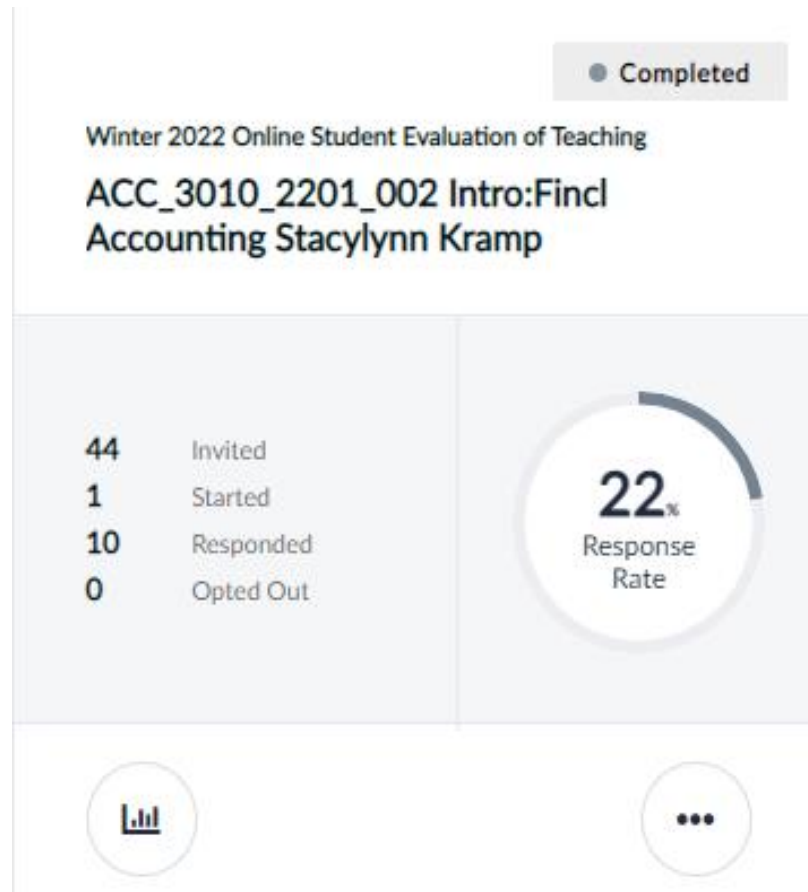 Completed
Winter 2022 Online Student Evaluation of Teaching
ACC_3010_2201_002 Intro:Fincl
Accounting Stacylynn Kramp
44 Invited
1 Started
10 Responded
0 Opted Out
22%
Response
Rate